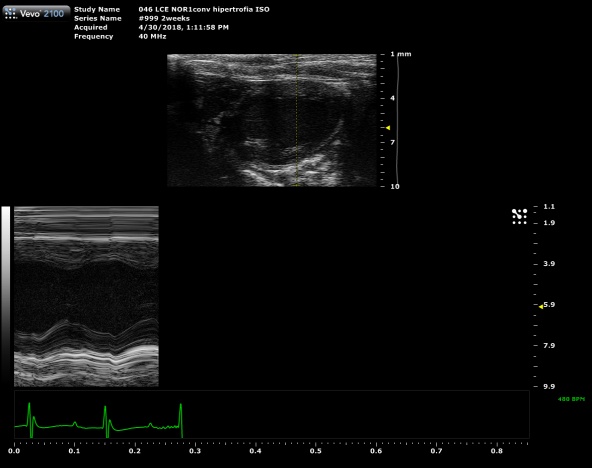 Vevo 2100
Study Name 046 LCE NOR1conv hipertrofia ISO
Series Name #999 2weeks
Acquired 4/30/2018, 1:11:58 PM
Frequency 40 MHz
1 mm
4
7
10
1.1
1.9
3.9
5.9
7.9
9.9
480 BPM
0.0 0.1 0.2 0.3 0.4 0.5 0.6 0.7 0.8